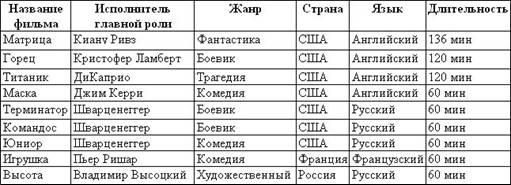 Название фильма Исполнитель главной роли Жанр Страна Язык Длительность
Матрица Киану Ривз Фантастика США Английский 136 мин
Горец Кристофер Ламберт Боевик США Английский 120 мин
Титаник ДиКаприо Трагедия США Английский 120 мин
Маска Джим Керри Комедия США Английский 60 мин
Терминатор Шварценеггер Боевик США Русский 60 мин
Командос Шварценеггер Боевик США Русский 60 мин
Юниор Шварценеггер Комедия США Русский 60 мин
Игрушка Пьер Ришар Комедия Франция Французский 60 мин
Высота Владимир Высоцкий Художественный Россия Русский 60 мин